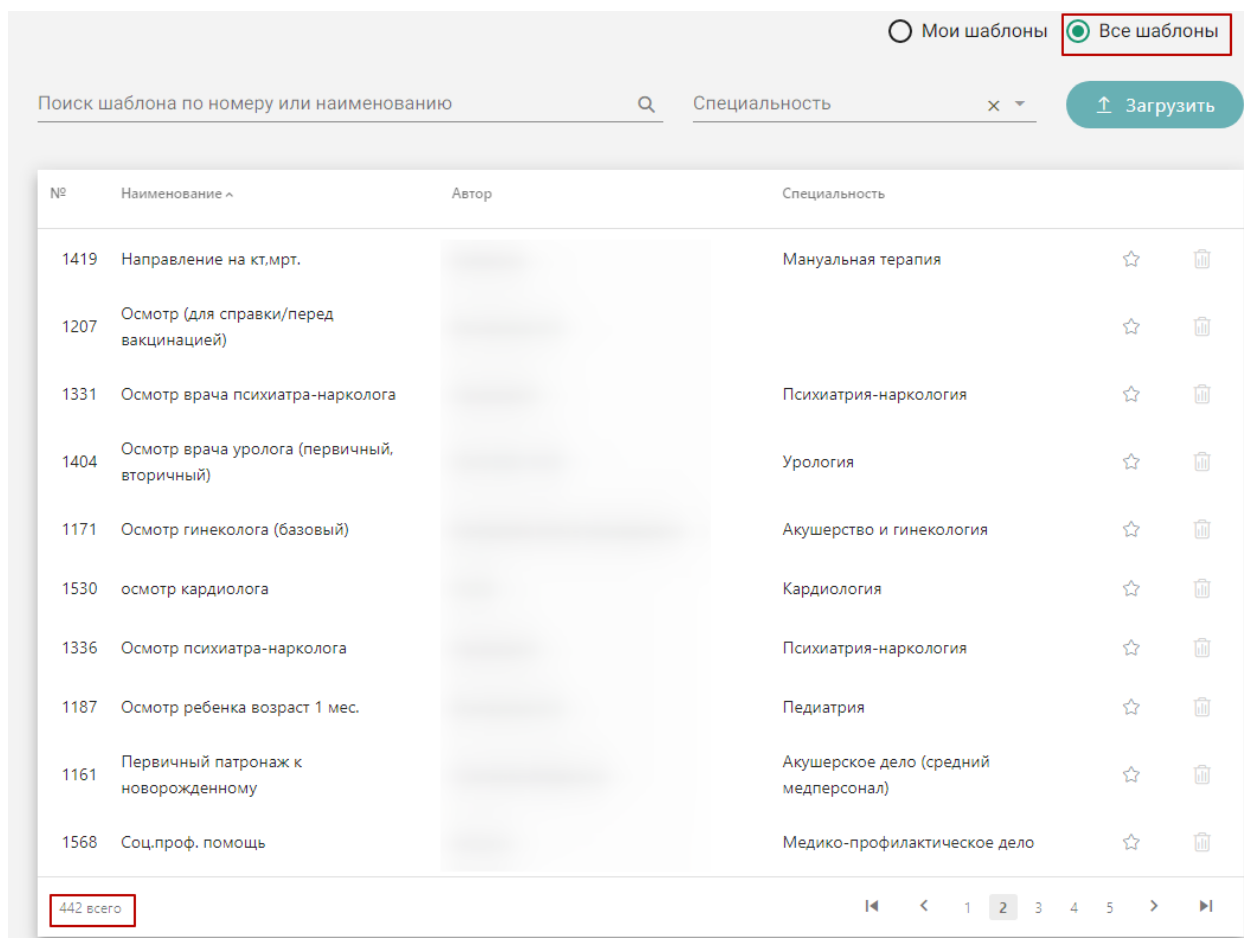 Мои шаблоны Все шаблоны
Поиск шаблона по номеру или наименованию Специальность Загрузить
№ Наименование Автор Специальность
1419 Направление на кт,мрт. Мануальная терапия
Осмотр (для справки/перед
1207
вакцинацией)
1331 Осмотр врача психиатра-нарколога Психиатрия-наркология
Осмотр врача уролога (первичный,
1404 Урология
вторичный)
1171 Осмотр гинеколога (базовый) Акушерство и гинекология
1530 осмотр кардиолога Кардиология
1336 Осмотр психиатра-нарколога Психиатрия-наркология
1187 Осмотр ребенка возраст 1 мес. Педиатрия
Первичный патронаж к Акушерское дело (средний
1161
новорожденному медперсонал)
1568 Соц.проф. помощь Медико-профилактическое дело
442 всего 1 2 3 4 5